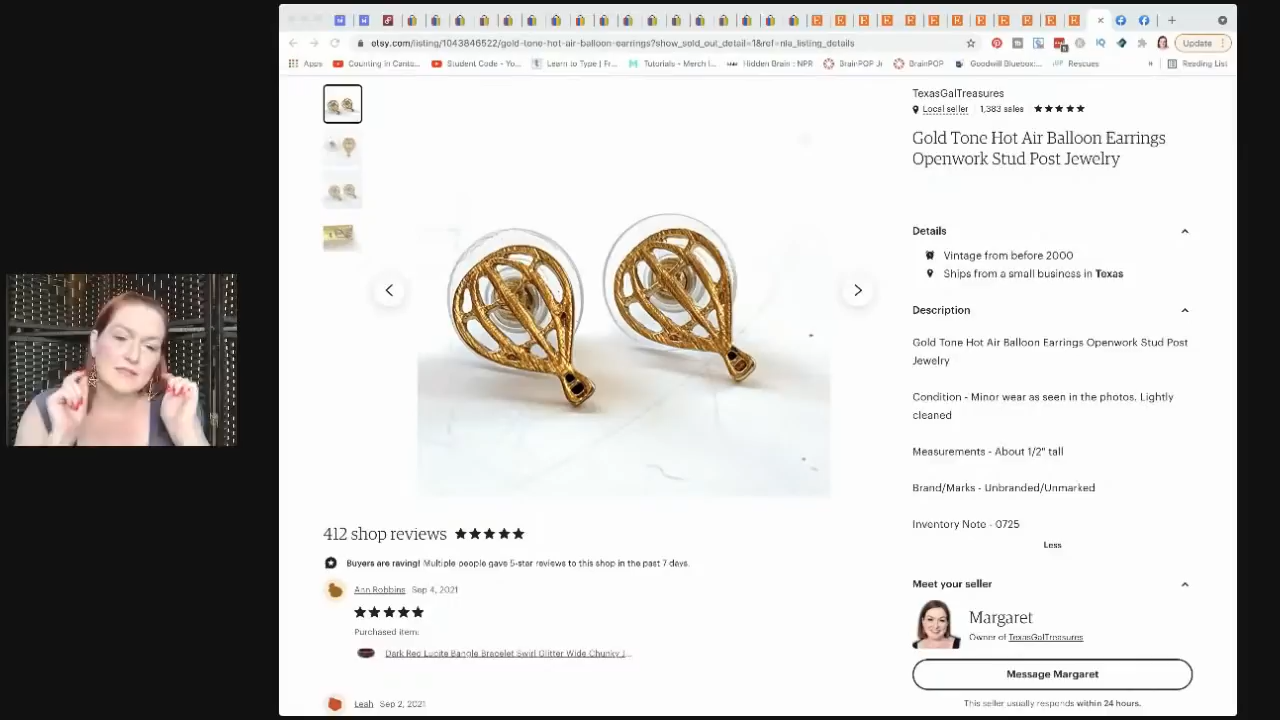 Update
etsy.com/listing/1043846522/gold-tone-hot-air-balloon-earrings?show_sold_out_detail=1&ref=nla_listing_details
Apps
Counting in Canta...
Student Code - Yo...
Learn to Type | Fr...
Tutorials - Merch I...
Hidden Brain : NPR
BrainPOP Jr
BrainPOP
Goodwill Bluebox:...
Rescues
»
Reading List
TexasGalTreasures
Local seller 1,383 sales ★★★★★
Gold Tone Hot Air Balloon Earrings
Openwork Stud Post Jewelry
Details
Vintage from before 2000
Ships from a small business in Texas
Description
Gold Tone Hot Air Balloon Earrings Openwork Stud Post
Jewelry
Condition - Minor wear as seen in the photos. Lightly
cleaned
Measurements - About 1/2" tall
Brand/Marks - Unbranded/Unmarked
Inventory Note - 0725
Less
Meet your seller
Margaret
Owner of TexasGalTreasures
Message Margaret
This seller usually responds within 24 hours.
412 shop reviews ★★★★★
Buyers are raving! Multiple people gave 5-star reviews to this shop in the past 7 days.
Ann Robbins Sep 4, 2021
★★★★★
Purchased item:
Dark Red Lucite Bangle Bracelet Swirl Glitter Wide Chunky J...
Leah Sep 2, 2021